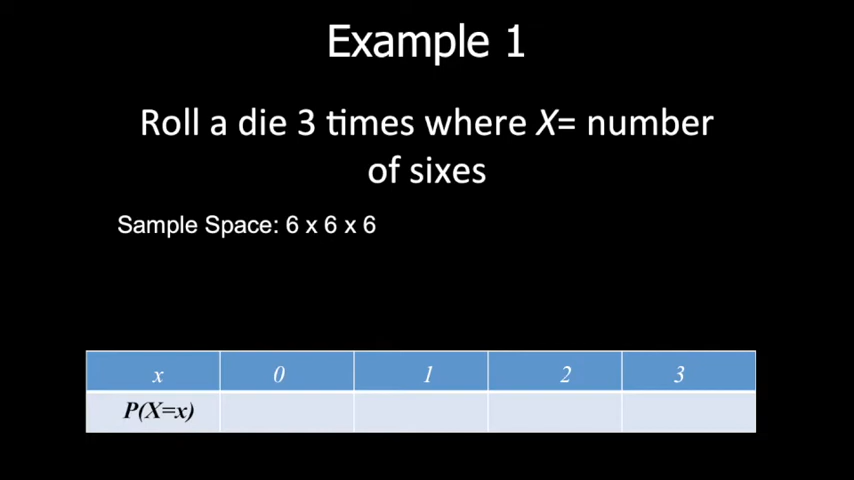 Example 1
Roll a die 3 times where X= number
of sixes
Sample Space: 6 x 6 x 6
x 0 1 2 3
P(X=x)